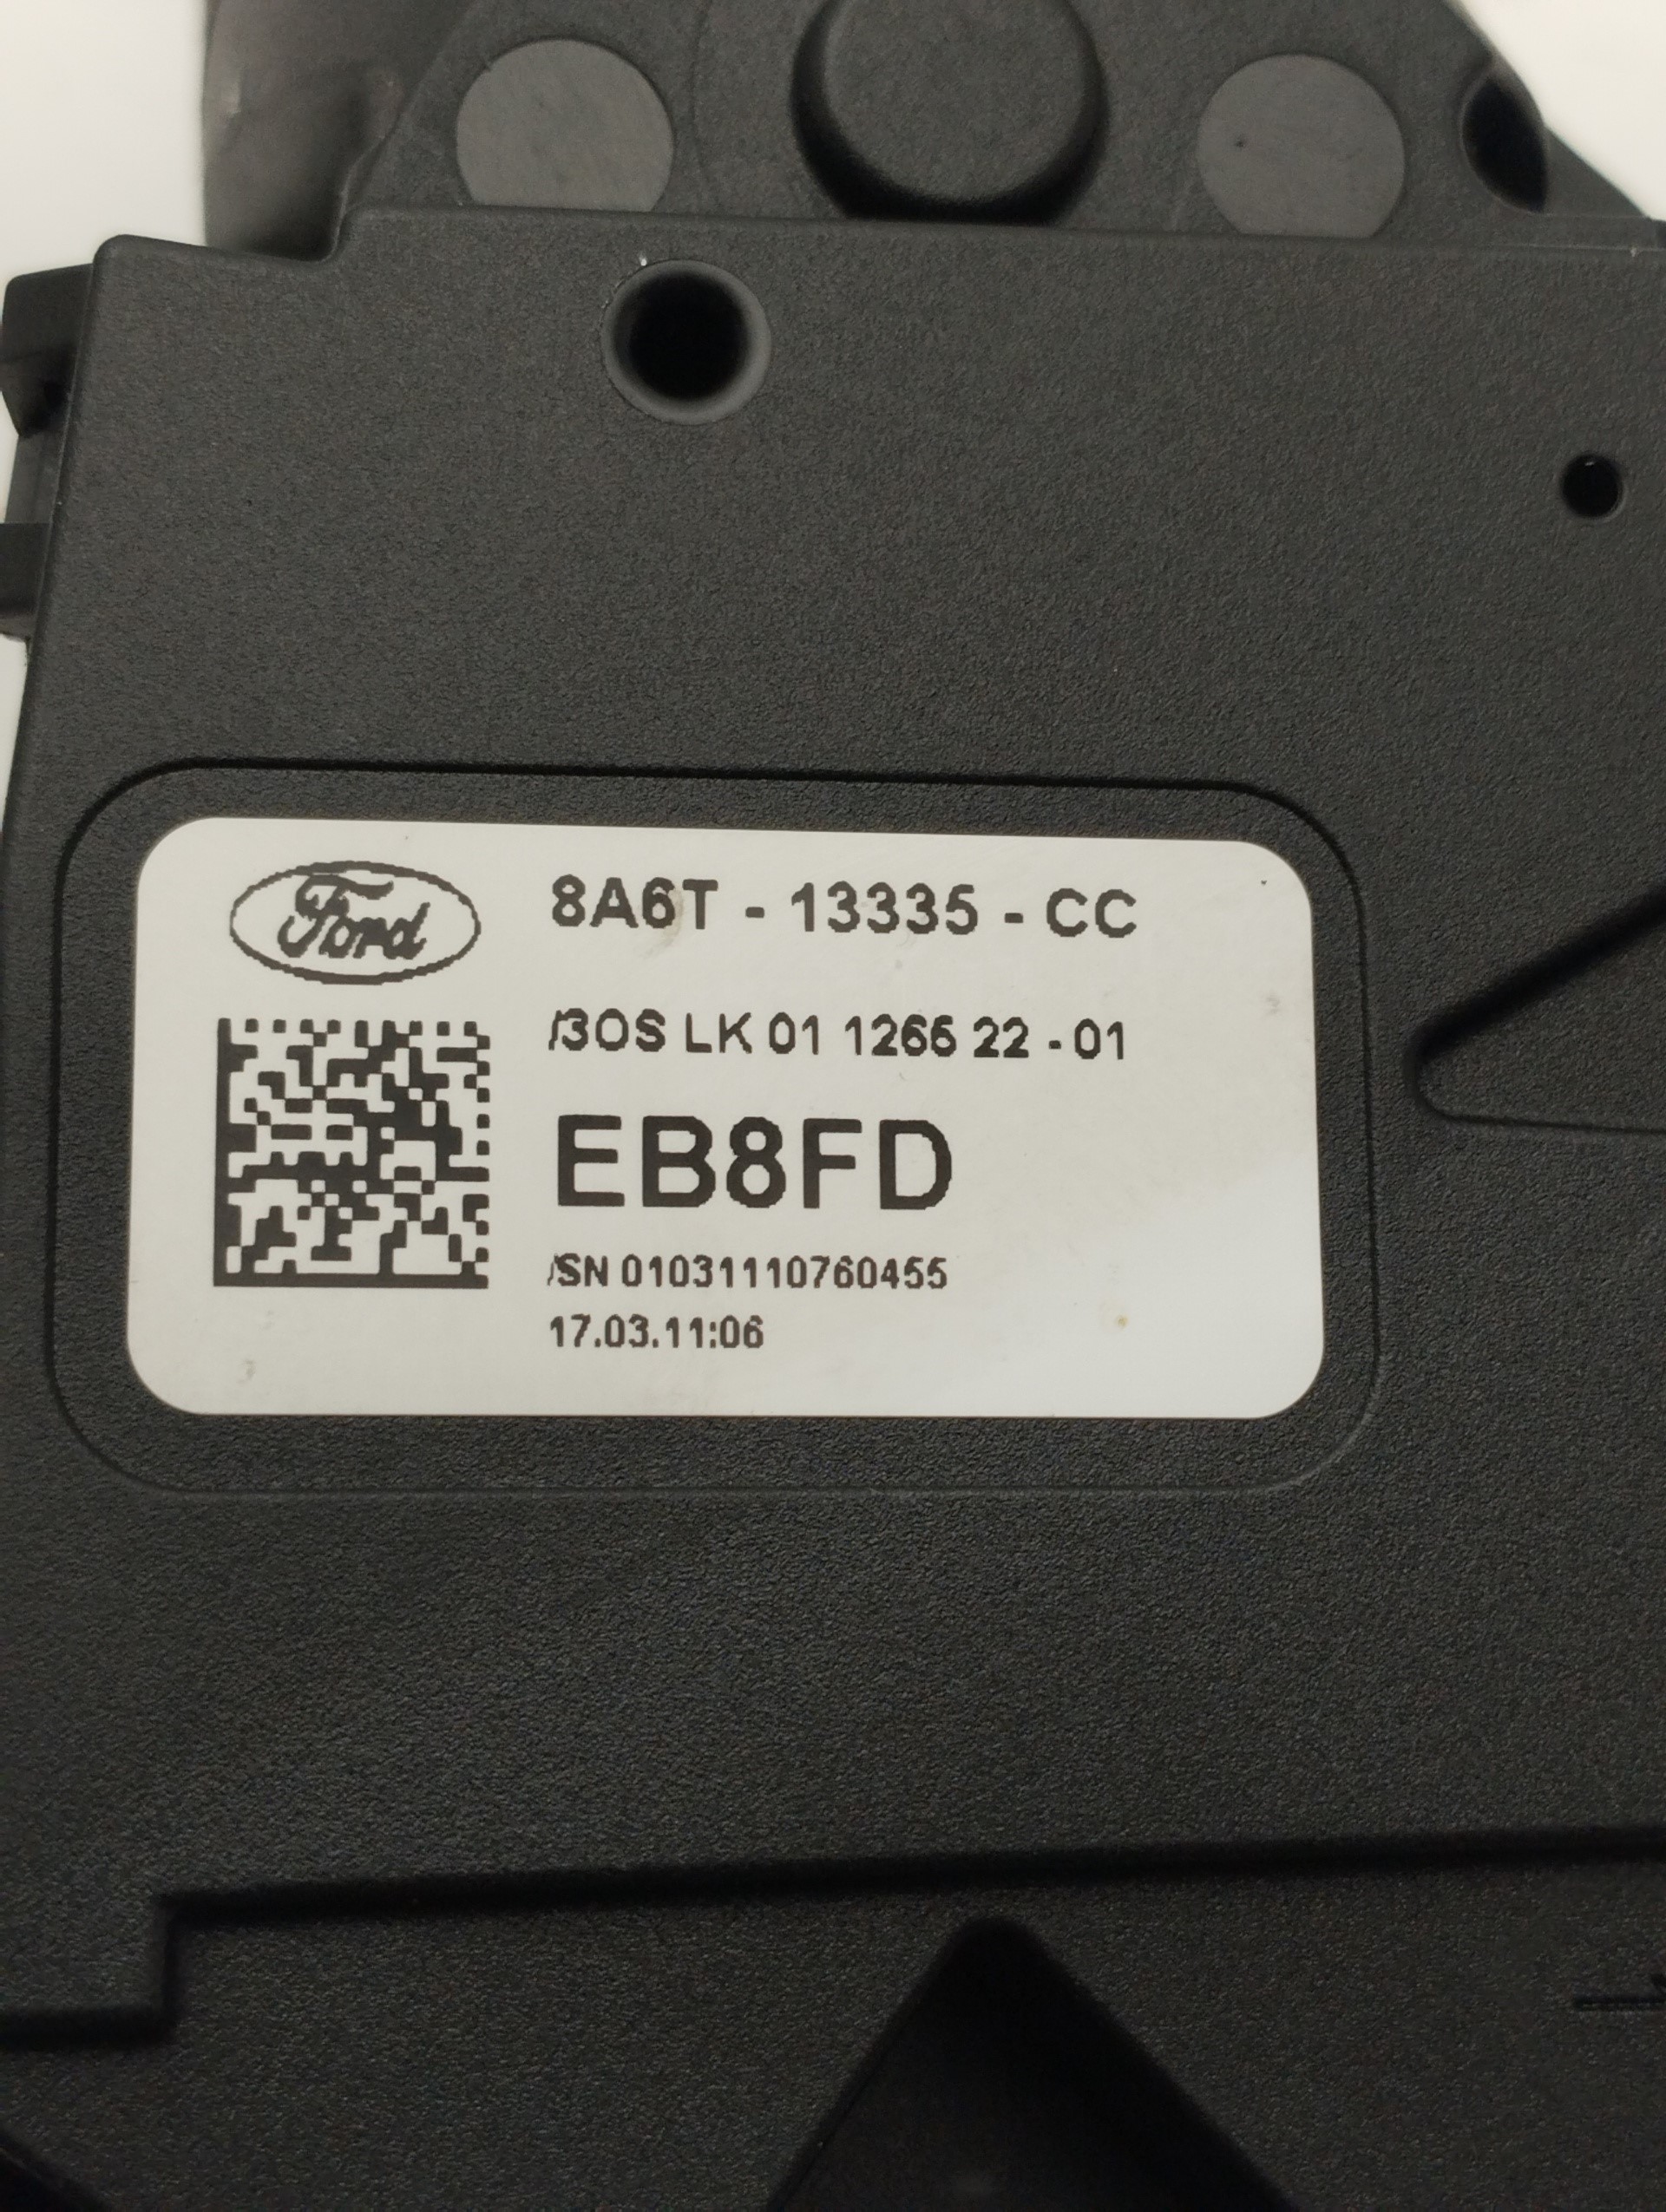 Ford
8A6T - 13335 - CC
/3OS LK 01 1266 22 - 01
EB8FD
/SN 01031110760455
17.03.11:06